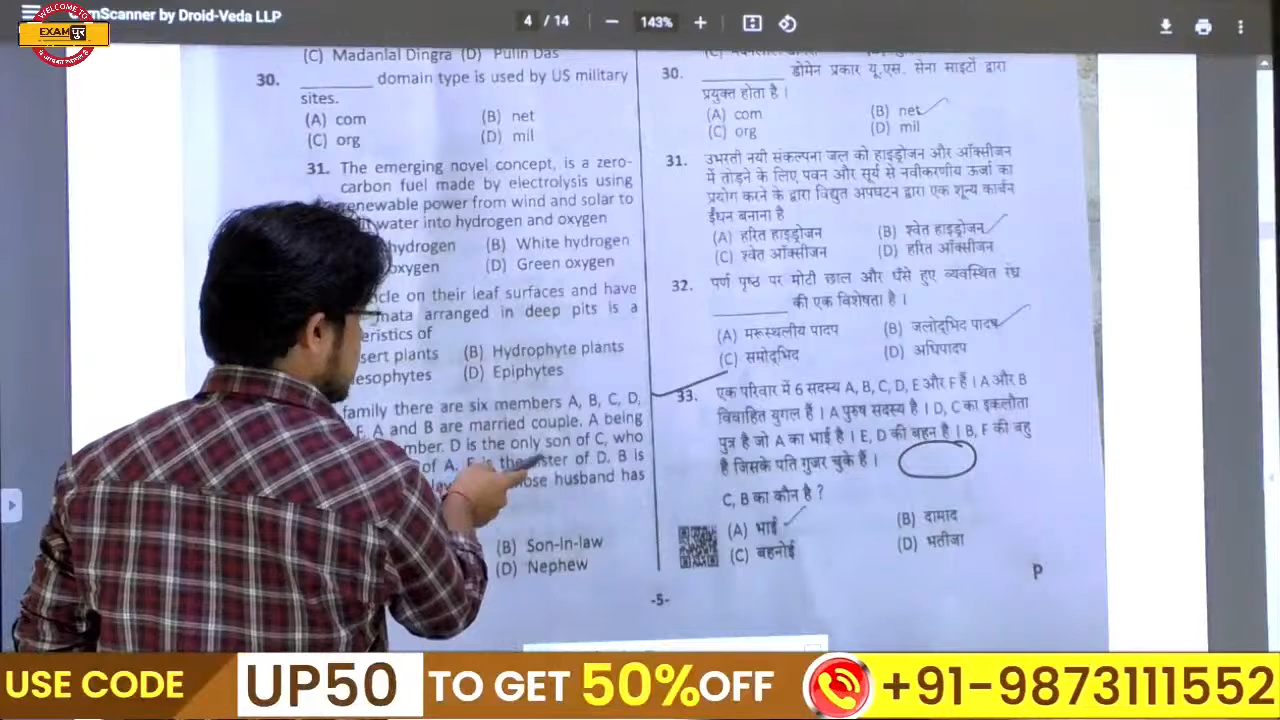 WELCOME TO
EXAMपुर
CamScanner by Droid-Veda LLP
4 / 14
143%
(C) Madanlal Dingra (D) Pulin Das
30. ________ domain type is used by US military
sites.
(A) com (B) net
(C) org (D) mil
31. The emerging novel concept, is a zero-
carbon fuel made by electrolysis using
renewable power from wind and solar to
water into hydrogen and oxygen
hydrogen (B) White hydrogen
oxygen (D) Green oxygen
on their leaf surfaces and have
arranged in deep pits is a
of
plants (B) Hydrophyte plants
(D) Epiphytes
family there are six members A, B, C, D,
F. A and B are married couple. A being
D is the only son of C, who
of A. E is the sister of D. B is
husband has
(B) Son-in-law
(D) Nephew
30. ________ डोमेन प्रकार यू.एस. सेना साइटों द्वारा
प्रयुक्त होता है।
(A) com (B) net
(C) org (D) mil
31. उभरती नयी संकल्पना जल को हाइड्रोजन और ऑक्सीजन
में तोड़ने के लिए पवन और सूर्य से नवीकरणीय ऊर्जा का
प्रयोग करने के द्वारा विद्युत अपघटन द्वारा एक शून्य कार्बन
ईंधन बनाना है
(A) हरित हाइड्रोजन (B) श्वेत हाइड्रोजन
(C) श्वेत ऑक्सीजन (D) हरित ऑक्सीजन
32. पर्ण पृष्ठ पर मोटी छाल और धँसे हुए व्यवस्थित रंध्र
________ की एक विशेषता है।
(A) मरूस्थलीय पादप (B) जलोद्भिद पादप
(C) समोद्भिद (D) अधिपादप
33. एक परिवार में 6 सदस्य A, B, C, D, E और F हैं। A और B
विवाहित युगल हैं। A पुरुष सदस्य है। D, C का इकलौता
पुत्र है जो A का भाई है। E, D की बहन है। B, F की बहु
है जिसके पति गुजर चुके हैं।
C, B का कौन है?
(A) भाई (B) दामाद
(C) बहनोई (D) भतीजा
P
-5-
USE CODE UP50 TO GET 50%OFF +91-9873111552